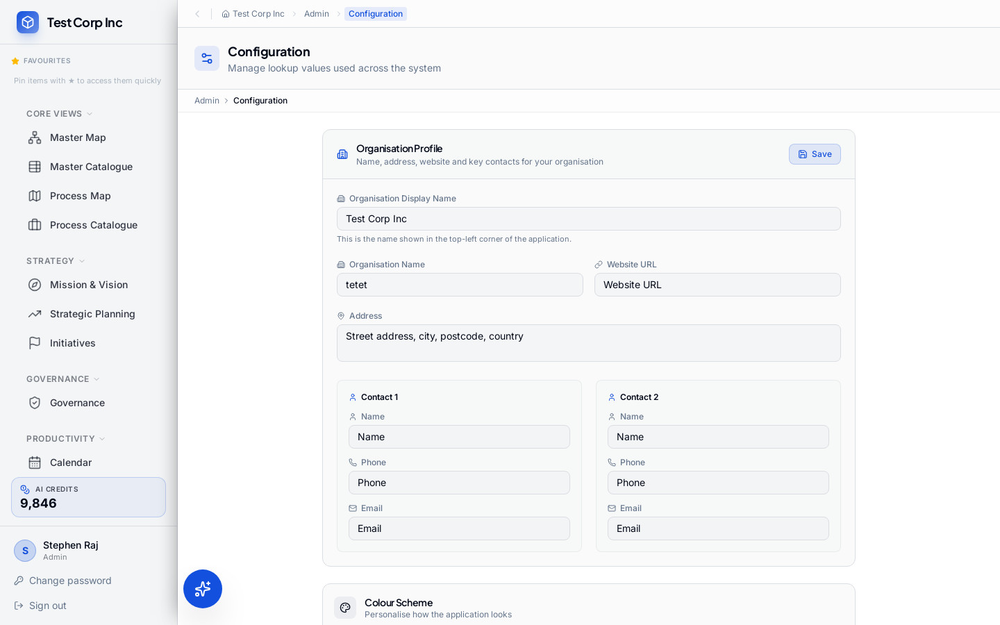 Test Corp Inc
FAVOURITES
Pin items with ★ to access them quickly
CORE VIEWS
Master Map
Master Catalogue
Process Map
Process Catalogue
STRATEGY
Mission & Vision
Strategic Planning
Initiatives
GOVERNANCE
Governance
PRODUCTIVITY
Calendar
AI CREDITS
9,846
S
Stephen Raj
Admin
Change password
Sign out
Test Corp Inc
Admin
Configuration
Configuration
Manage lookup values used across the system
Admin
Configuration
Organisation Profile
Name, address, website and key contacts for your organisation
Save
Organisation Display Name
Test Corp Inc
This is the name shown in the top-left corner of the application.
Organisation Name
tetet
Website URL
Website URL
Address
Street address, city, postcode, country
Contact 1
Name
Name
Phone
Phone
Email
Email
Contact 2
Name
Name
Phone
Phone
Email
Email
Colour Scheme
Personalise how the application looks